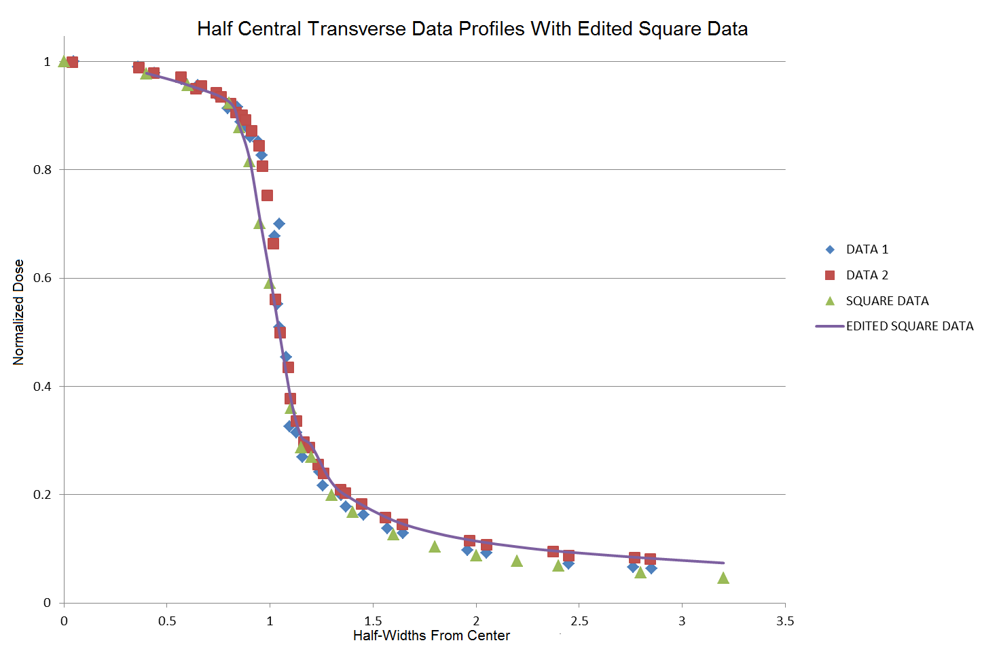 Half Central Transverse Data Profiles With Edited Square Data
1
0.8
0.6
0.4
0.2
0
Normalized Dose
0 0.5 1 1.5 2 2.5 3 3.5
Half-Widths From Center
DATA 1
DATA 2
SQUARE DATA
EDITED SQUARE DATA